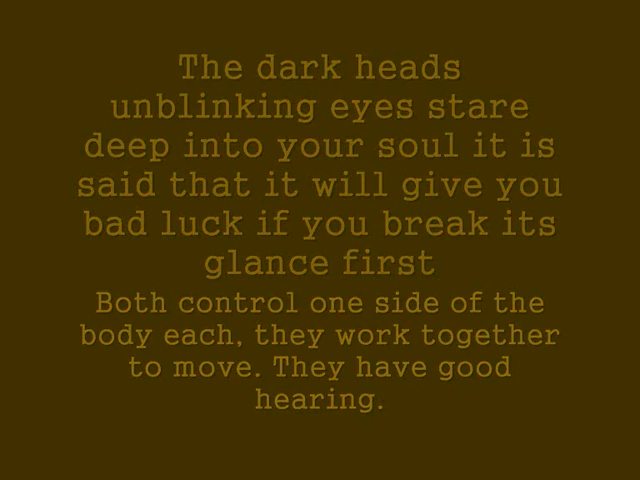 The dark heads
unblinking eyes stare
deep into your soul it is
said that it will give you
bad luck if you break its
glance first
Both control one side of the
body each, they work together
to move. They have good
hearing.